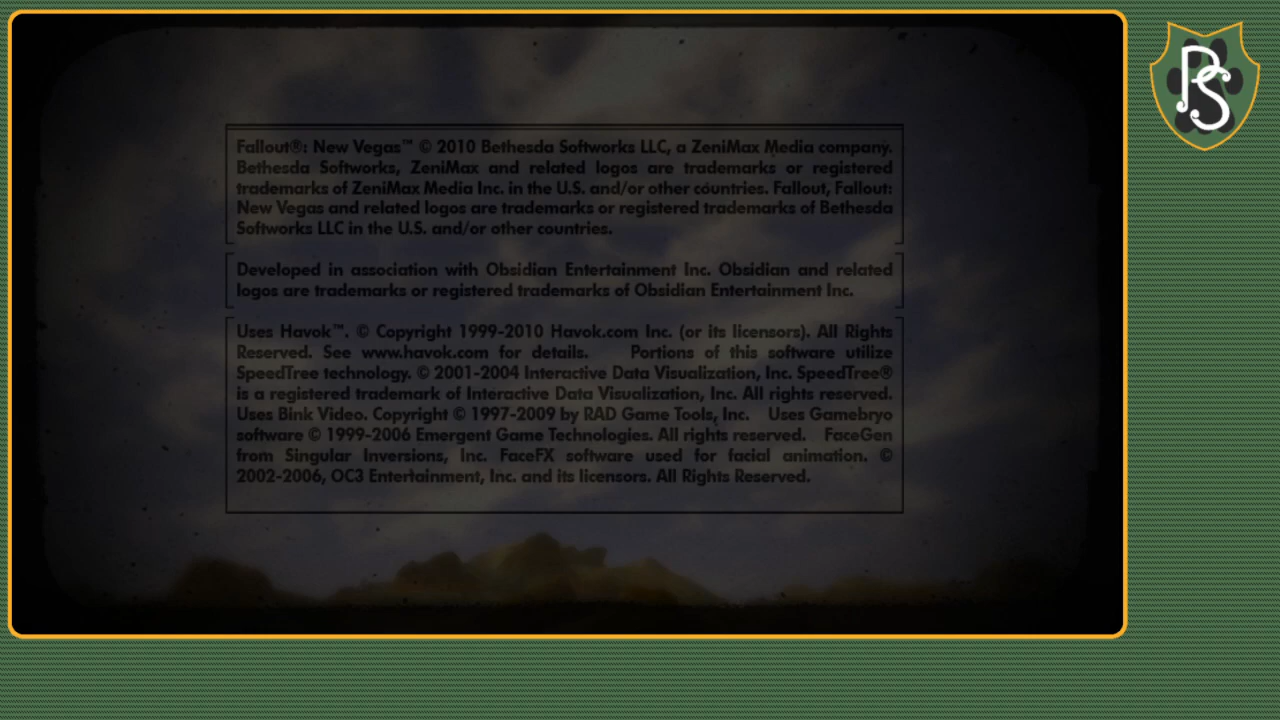 PS
Fallout®: New Vegas™ © 2010 Bethesda Softworks LLC, a ZeniMax Media company.
Bethesda Softworks, ZeniMax and related logos are trademarks or registered
trademarks of ZeniMax Media Inc. in the U.S. and/or other countries. Fallout, Fallout:
New Vegas and related logos are trademarks or registered trademarks of Bethesda
Softworks LLC in the U.S. and/or other countries.
Developed in association with Obsidian Entertainment Inc. Obsidian and related
logos are trademarks or registered trademarks of Obsidian Entertainment Inc.
Uses Havok™. © Copyright 1999-2010 Havok.com Inc. (or its licensors). All Rights
Reserved. See www.havok.com for details. Portions of this software utilize
SpeedTree technology. © 2001-2004 Interactive Data Visualization, Inc. SpeedTree®
is a registered trademark of Interactive Data Visualization, Inc. All rights reserved.
Uses Bink Video. Copyright © 1997-2009 by RAD Game Tools, Inc. Uses Gamebryo
software © 1999-2006 Emergent Game Technologies. All rights reserved. FaceGen
from Singular Inversions, Inc. FaceFX software used for facial animation. ©
2002-2006, OC3 Entertainment, Inc. and its licensors. All Rights Reserved.